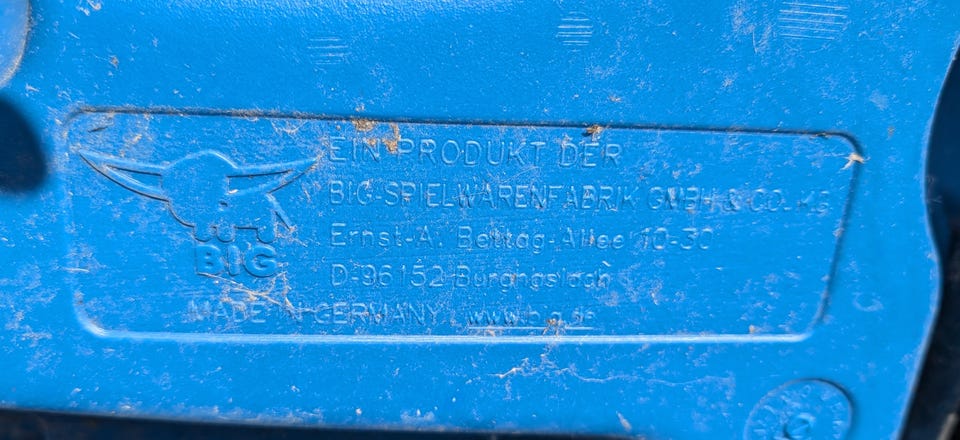 EIN PRODUKT DER
BIG-SPIELWARENFABRIK GMBH & CO. KG
Ernst-A. Bettag-Allee 10-30
D-96152 Burghaslach
BIG
MADE IN GERMANY www.big.de